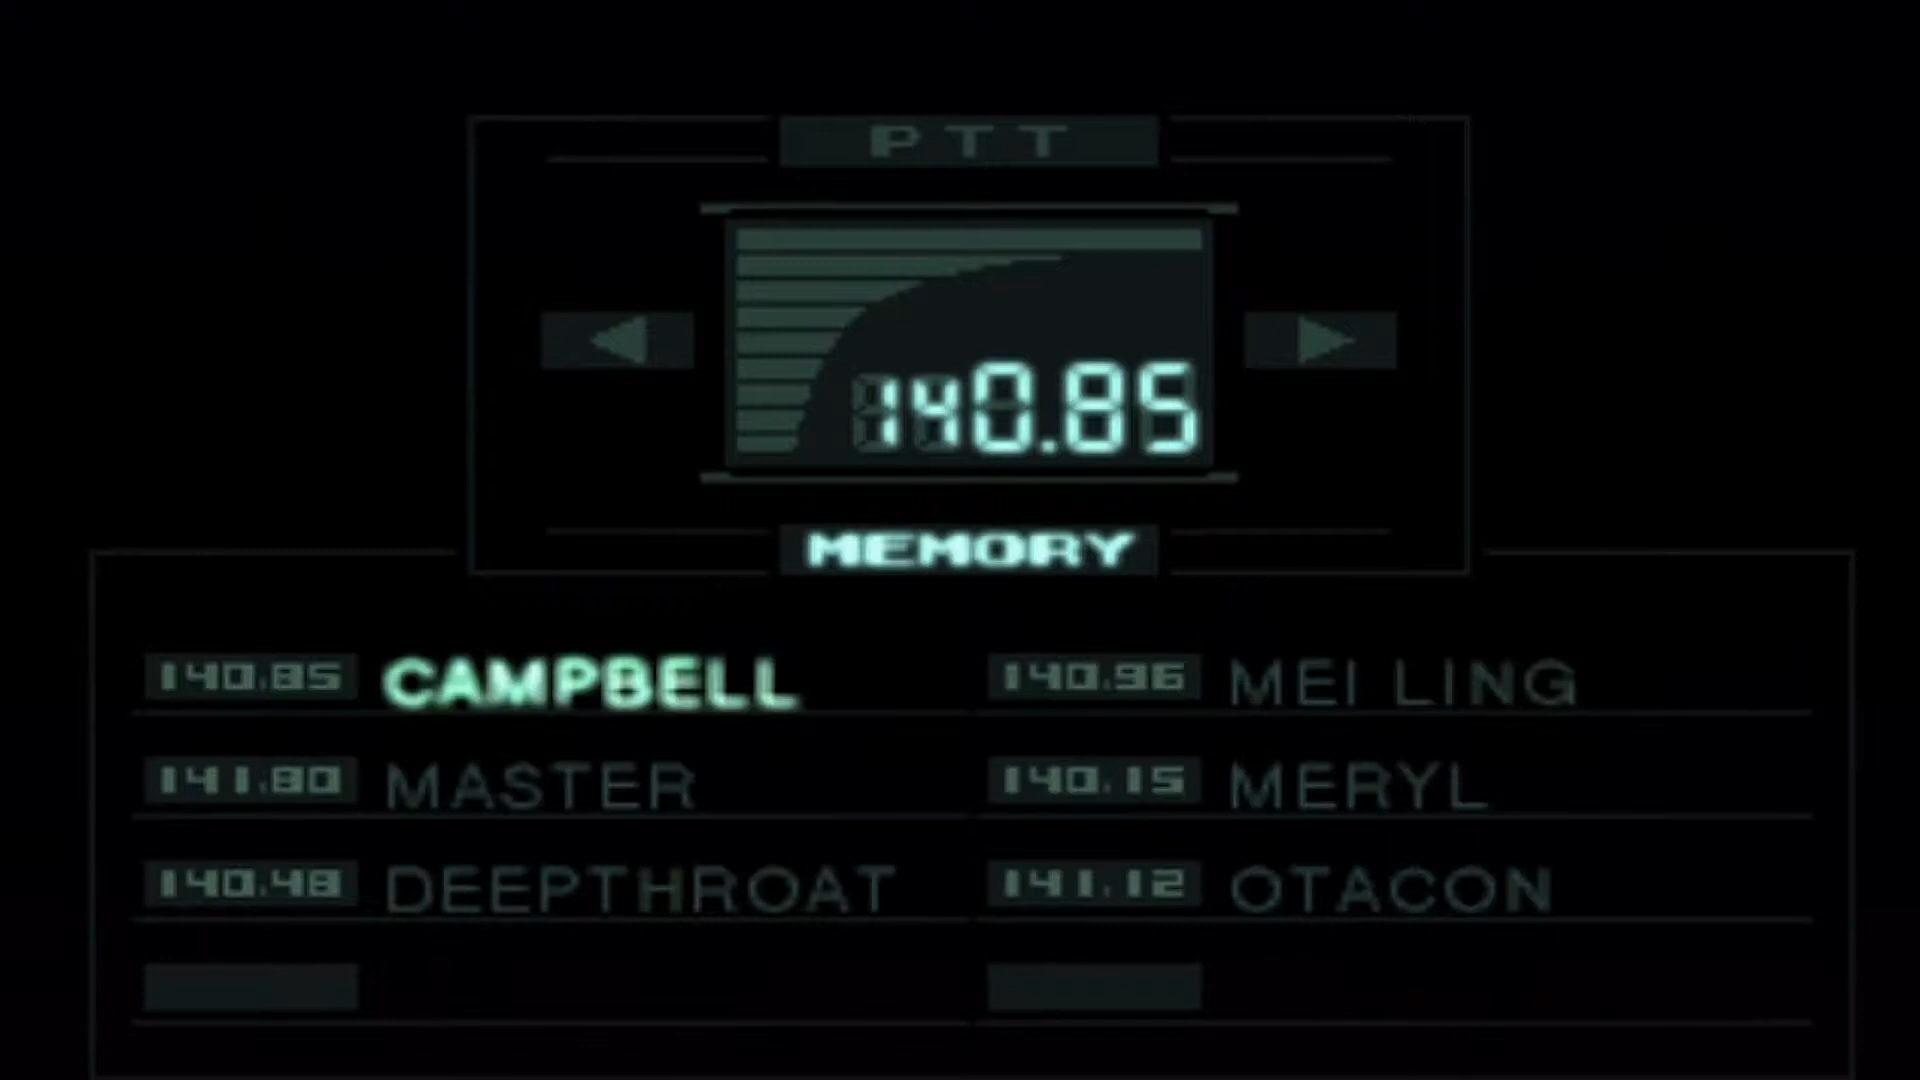 PTT
140.85
MEMORY
140.85 CAMPBELL
140.96 MEI LING
141.80 MASTER
140.15 MERYL
140.48 DEEPTHROAT
141.12 OTACON